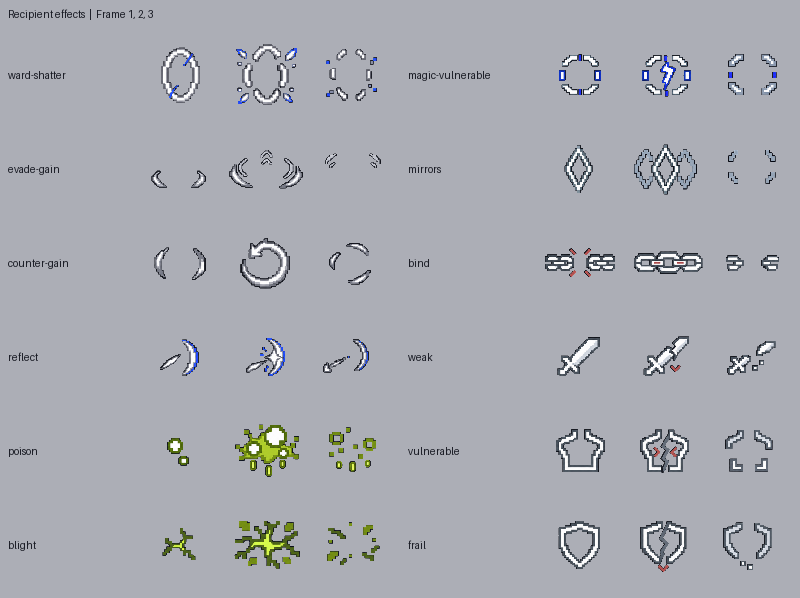 Recipient effects | Frame 1, 2, 3
ward-shatter
magic-vulnerable
evade-gain
mirrors
counter-gain
bind
reflect
weak
poison
vulnerable
blight
frail